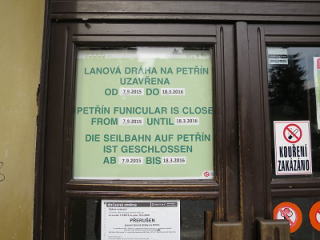 LANOVÁ DRÁHA NA PETŘÍN
UZAVŘENA
OD 7.9.2015 DO 18.3.2016
PETŘÍN FUNICULAR IS CLOSE
FROM 7.9.2015 UNTIL 18.3.2016
DIE SEILBAHN AUF PETŘÍN
IST GESCHLOSSEN
AB 7.9.2015 BIS 18.3.2016
KOUŘENÍ
ZAKÁZÁNO
PŘERUŠEN